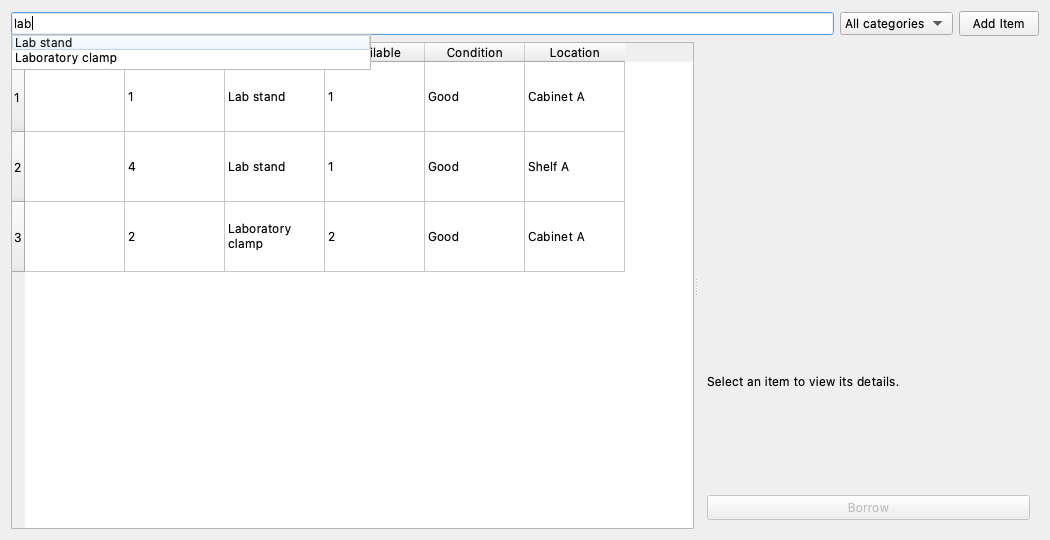 lab
All categories
Add Item
Lab stand
Laboratory clamp
ilable
Condition
Location
1
1
Lab stand
1
Good
Cabinet A
2
4
Lab stand
1
Good
Shelf A
3
2
Laboratory
clamp
2
Good
Cabinet A
Select an item to view its details.
Borrow